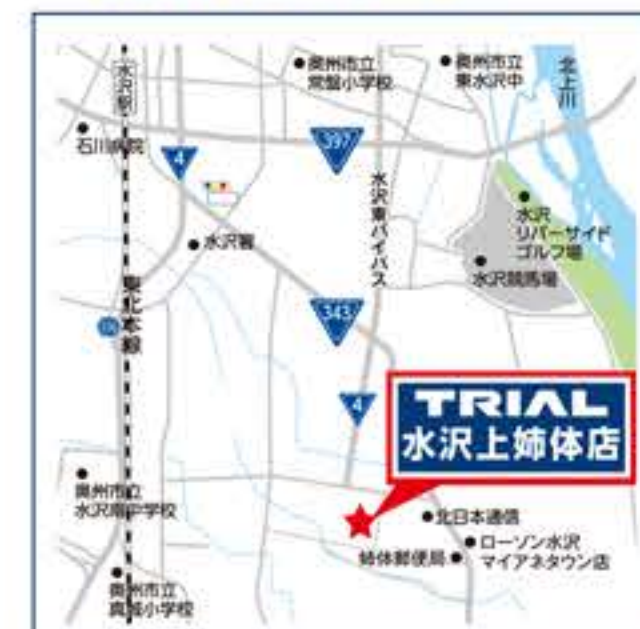 奥州市立
常盤小学校
奥州市立
東水沢中
北上川
水沢駅
石川病院
397
4
水沢東バイパス
水沢署
水沢
リバーサイド
ゴルフ場
水沢競馬場
東北本線
343
4
TRIAL
水沢上姉体店
奥州市立
水沢南中学校
北日本通信
ローソン水沢
マイアネタウン店
姉体郵便局
奥州市立
真城小学校